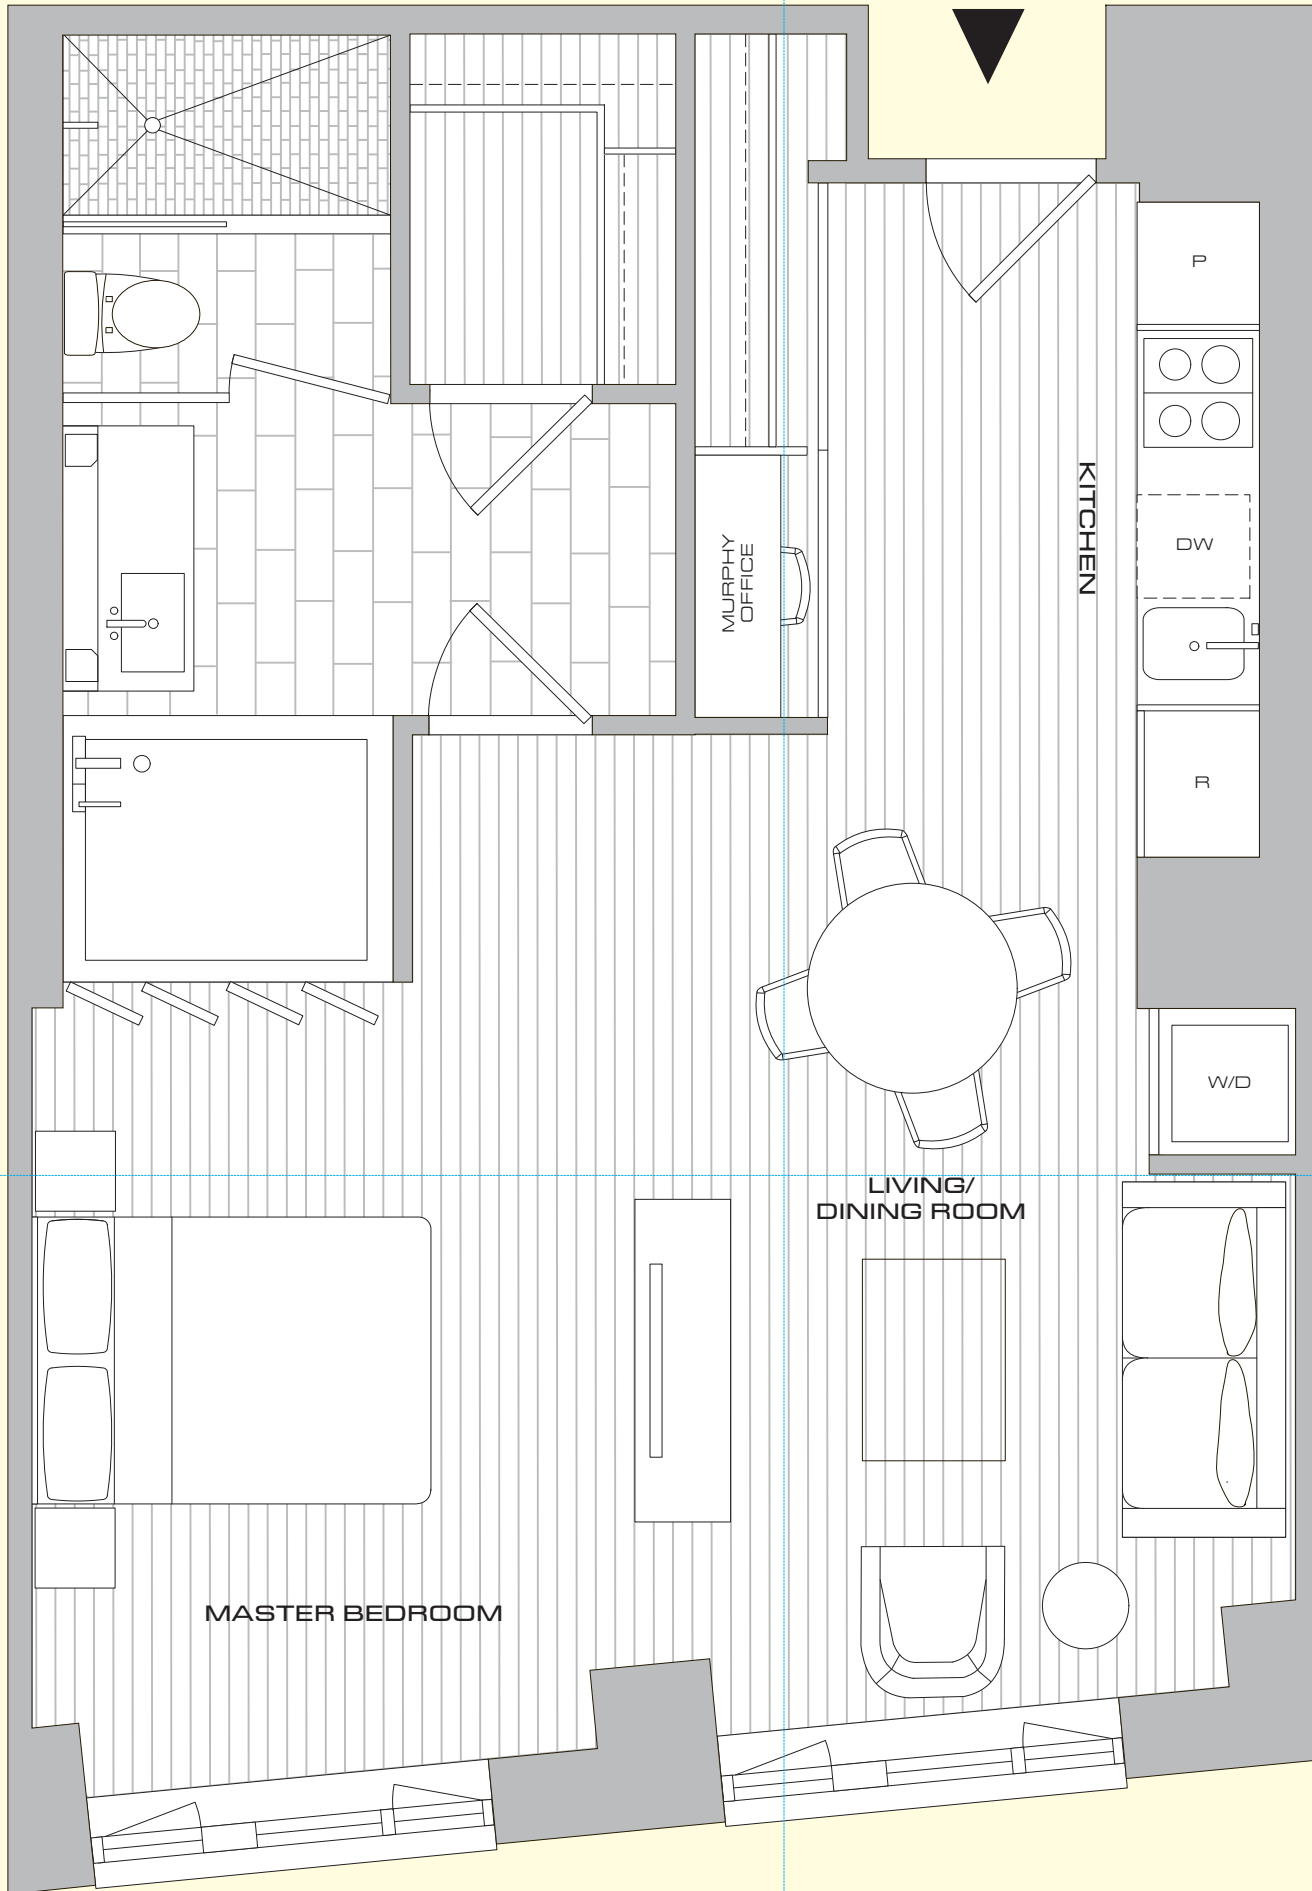 P
KITCHEN
DW
MURPHY
OFFICE
R
W/D
LIVING/
DINING ROOM
MASTER BEDROOM